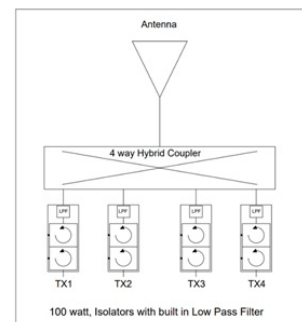 Antenna
4 way Hybrid Coupler
LPF LPF LPF LPF
TX1 TX2 TX3 TX4
100 watt, Isolators with built in Low Pass Filter